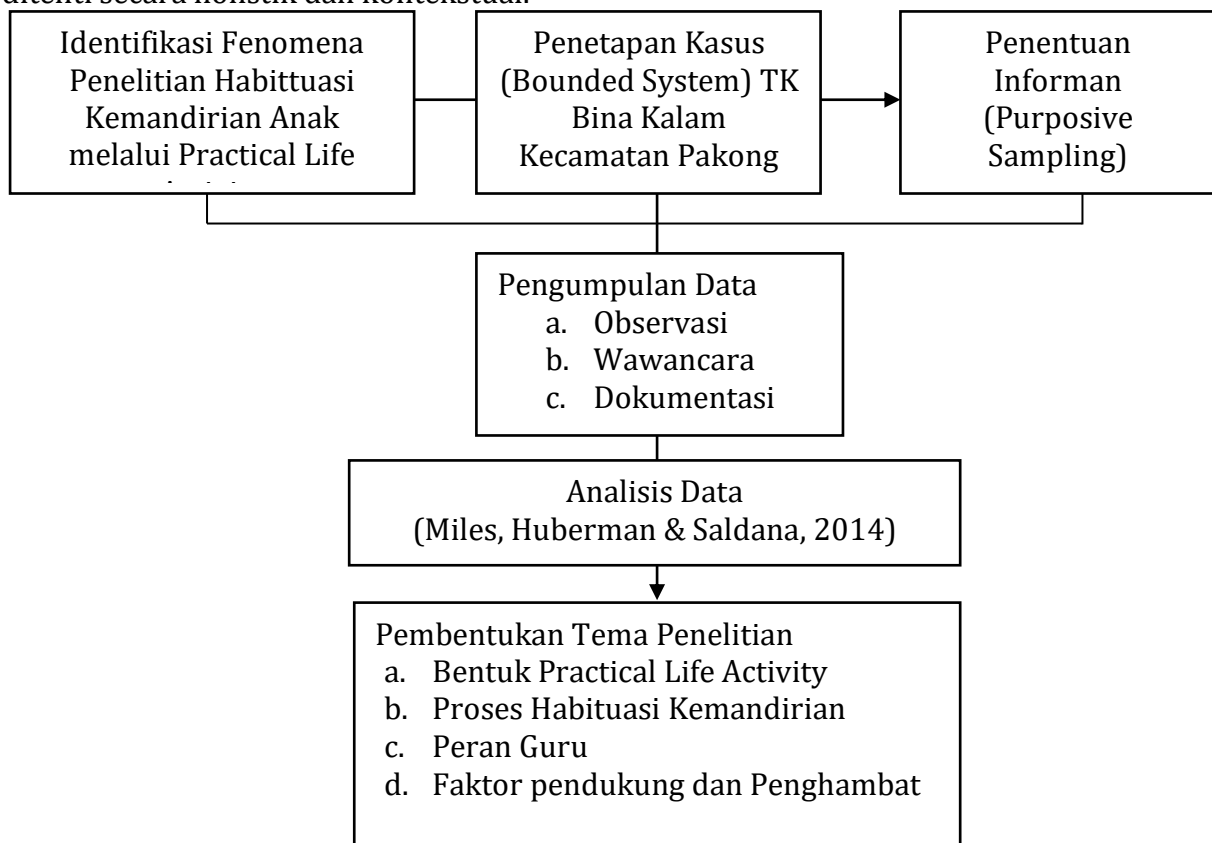 secara holistik dan kontekstual.
Identifikasi Fenomena
Penelitian Habittuasi
Kemandirian Anak
melalui Practical Life
Penetapan Kasus
(Bounded System) TK
Bina Kalam
Kecamatan Pakong
Penentuan
Informan
(Purposive
Sampling)
Pengumpulan Data
a. Observasi
b. Wawancara
c. Dokumentasi
Analisis Data
(Miles, Huberman & Saldana, 2014)
Pembentukan Tema Penelitian
a. Bentuk Practical Life Activity
b. Proses Habituasi Kemandirian
c. Peran Guru
d. Faktor pendukung dan Penghambat